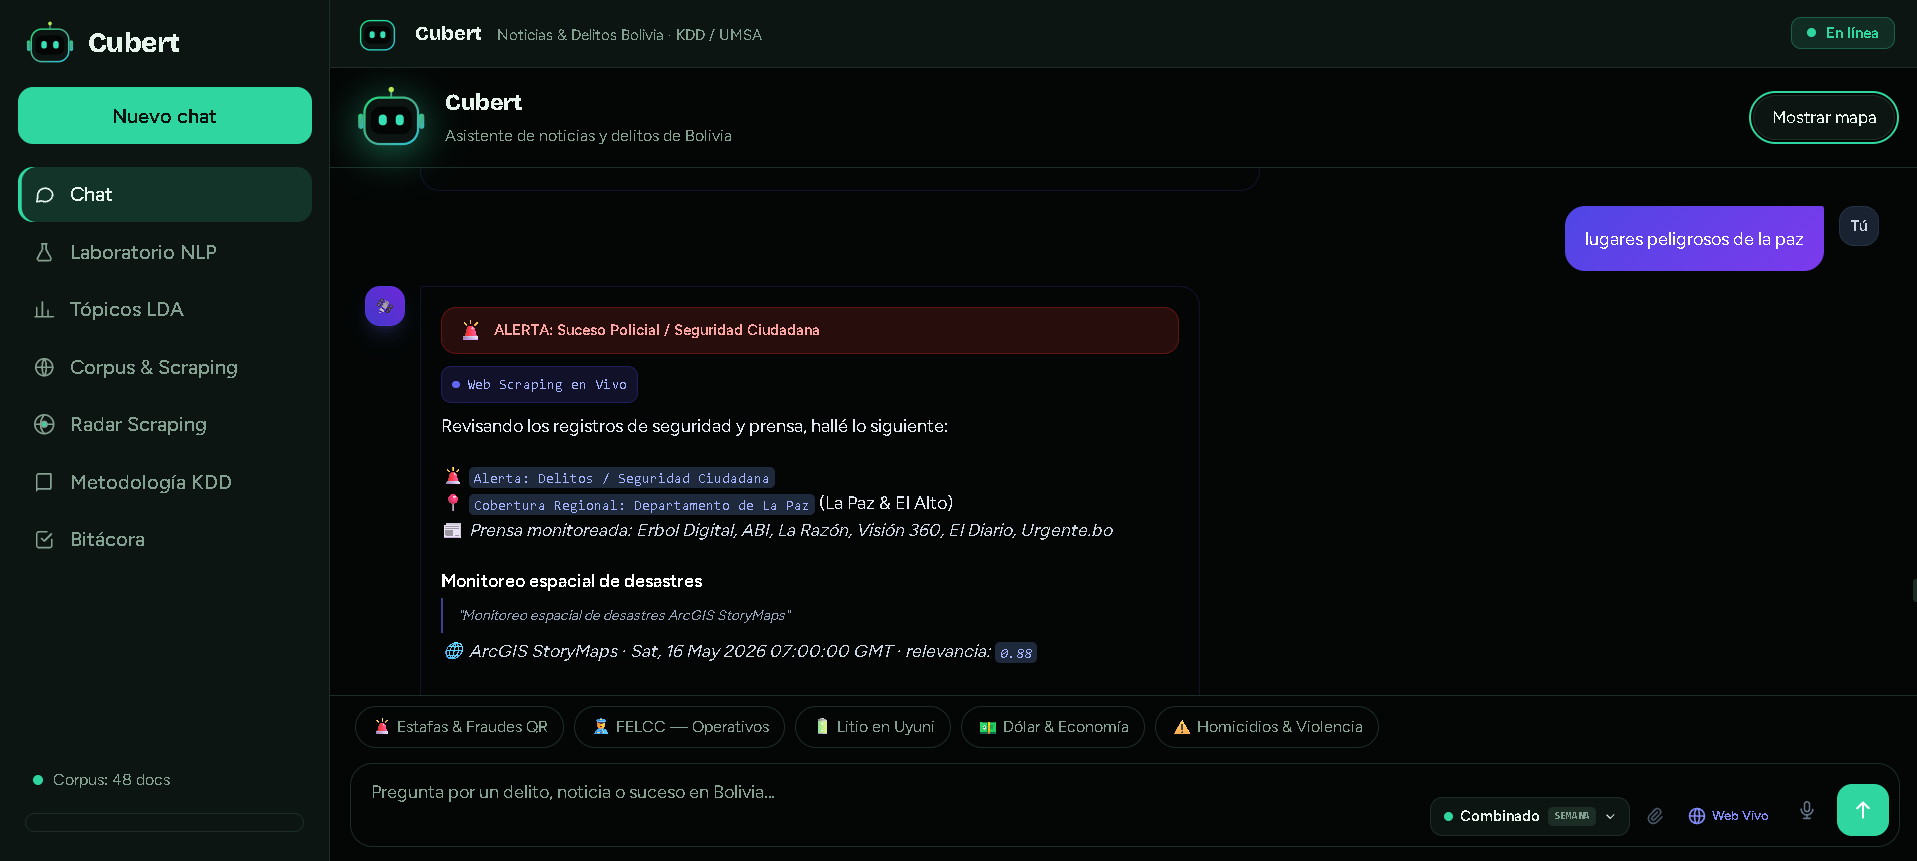 Cubert
Nuevo chat
Chat
Laboratorio NLP
Tópicos LDA
Corpus & Scraping
Radar Scraping
Metodología KDD
Bitácora
Corpus: 48 docs
Cubert Noticias & Delitos Bolivia · KDD / UMSA
En línea
Cubert
Asistente de noticias y delitos de Bolivia
Mostrar mapa
lugares peligrosos de la paz
Tú
ALERTA: Suceso Policial / Seguridad Ciudadana
Web Scraping en Vivo
Revisando los registros de seguridad y prensa, hallé lo siguiente:
Alerta: Delitos / Seguridad Ciudadana
Cobertura Regional: Departamento de La Paz (La Paz & El Alto)
Prensa monitoreada: Erbol Digital, ABI, La Razón, Visión 360, El Diario, Urgente.bo
Monitoreo espacial de desastres
"Monitoreo espacial de desastres ArcGIS StoryMaps"
ArcGIS StoryMaps · Sat, 16 May 2026 07:00:00 GMT · relevancia: 0.88
Estafas & Fraudes QR
FELCC — Operativos
Litio en Uyuni
Dólar & Economía
Homicidios & Violencia
Pregunta por un delito, noticia o suceso en Bolivia...
Combinado SEMANA
Web Vivo